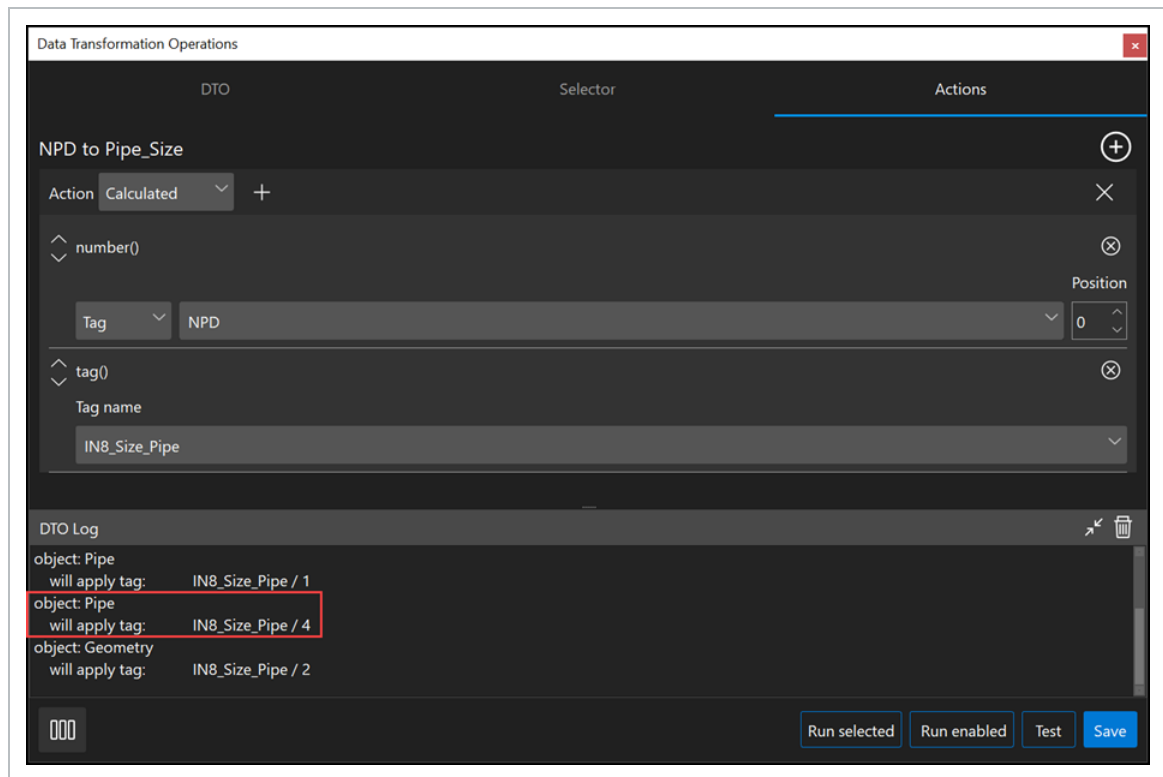 Data Transformation Operations
DTO Selector Actions
NPD to Pipe_Size
Action Calculated
number()
Position
Tag NPD 0
tag()
Tag name
IN8_Size_Pipe
DTO Log
object: Pipe
will apply tag: IN8_Size_Pipe / 1
object: Pipe
will apply tag: IN8_Size_Pipe / 4
object: Geometry
will apply tag: IN8_Size_Pipe / 2
Run selected Run enabled Test Save